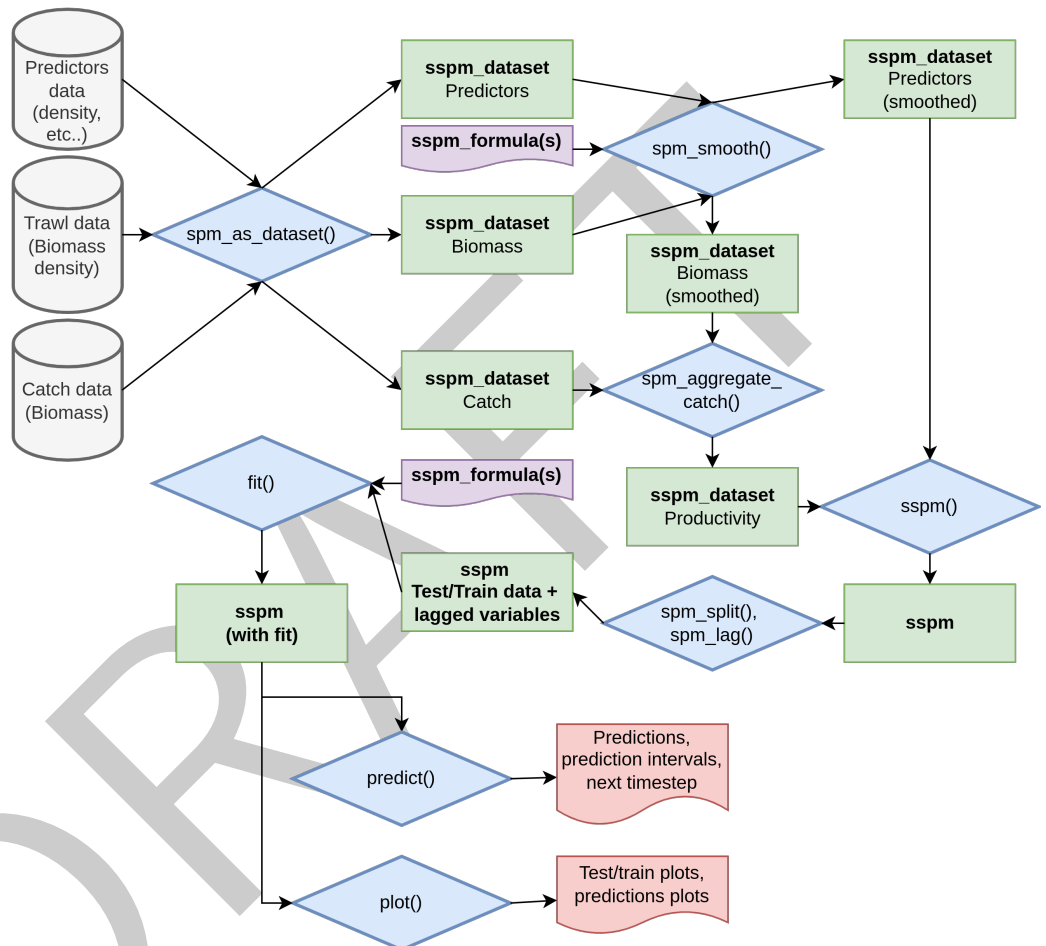 Predictors
data
(density,
etc..)
Trawl data
(Biomass
density)
Catch data
(Biomass)
spm_as_dataset()
sspm_dataset
Predictors
sspm_formula(s)
sspm_dataset
Biomass
sspm_dataset
Catch
spm_smooth()
sspm_dataset
Predictors
(smoothed)
sspm_dataset
Biomass
(smoothed)
spm_aggregate_
catch()
sspm_dataset
Productivity
sspm()
sspm
spm_split(),
spm_lag()
sspm
Test/Train data +
lagged variables
sspm_formula(s)
fit()
sspm
(with fit)
predict()
Predictions,
prediction intervals,
next timestep
plot()
Test/train plots,
predictions plots
DRAFT